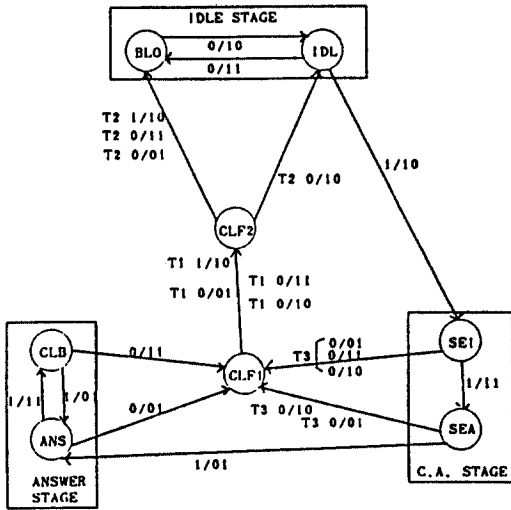 IDLE STAGE
BLO
0/10
IDL
0/11
T2 1/10
T2 0/11
T2 0/01
T2 0/10
1/10
CLF2
T1 1/10
T1 0/01
T1 0/11
T1 0/10
CLB
0/11
CLF1
T3
0/01
0/11
0/10
SEI
1/11
1/01
1/11
0/01
T3 0/10
T3 0/01
ANS
SEA
1/01
ANSWER
STAGE
C.A. STAGE